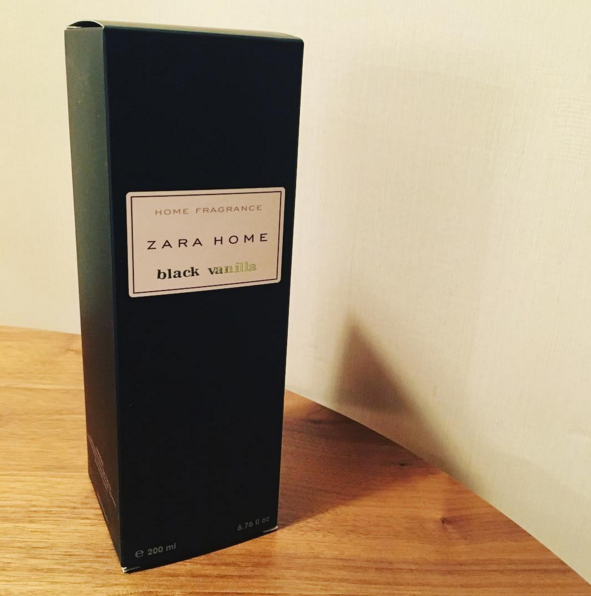 HOME FRAGRANCE
ZARA HOME
black vanilla
℮ 200 ml
6.76 fl oz